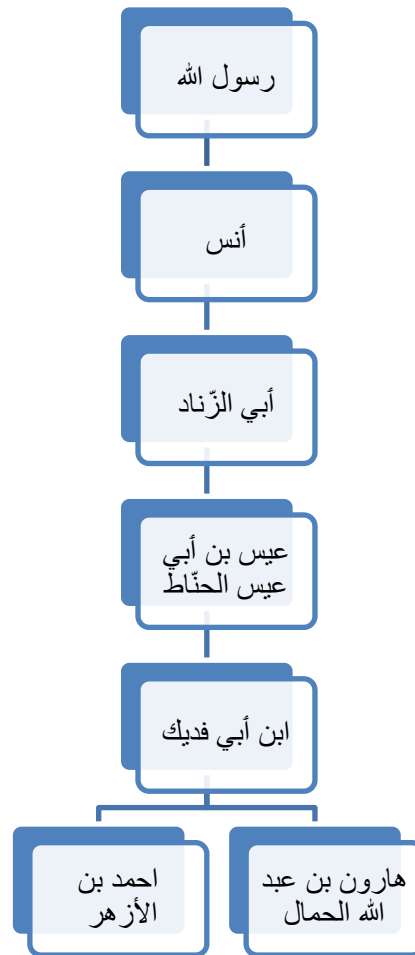 رسول الله
أنس
أبي الزّناد
عيس بن أبي
عيس الحنّاط
ابن أبي فديك
هارون بن عبد
الله الحمال
احمد بن
الأزهر